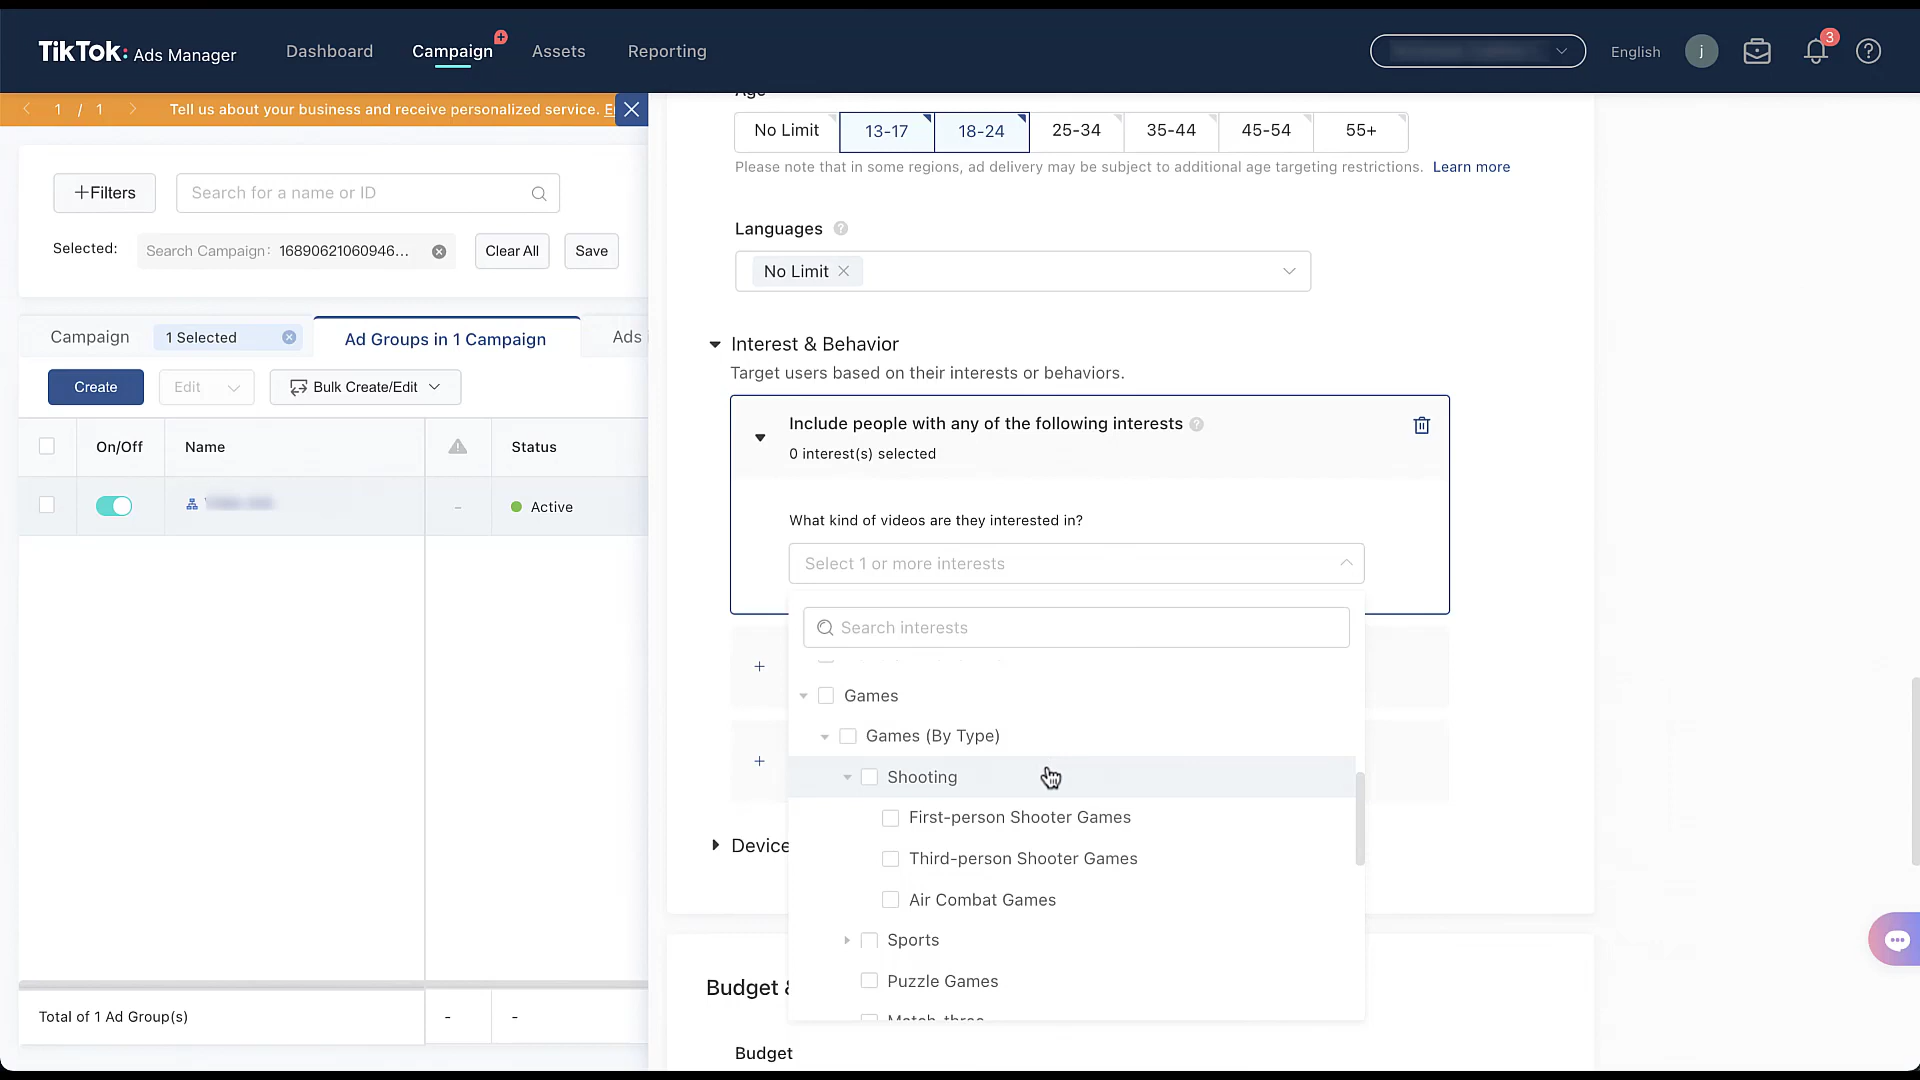 TikTok: Ads Manager
Dashboard
Campaign
Assets
Reporting
English
j
3
1 / 1
Tell us about your business and receive personalized service.
Age
No Limit
13-17
18-24
25-34
35-44
45-54
55+
Please note that in some regions, ad delivery may be subject to additional age targeting restrictions. Learn more
+Filters
Search for a name or ID
Selected:
Search Campaign: 16890621060946...
Clear All
Save
Languages
No Limit
Campaign
1 Selected
Ad Groups in 1 Campaign
Ads
Interest & Behavior
Target users based on their interests or behaviors.
Create
Edit
Bulk Create/Edit
Include people with any of the following interests
0 interest(s) selected
On/Off
Name
Status
-
Active
What kind of videos are they interested in?
Select 1 or more interests
Search interests
+
Games
Games (By Type)
+
Shooting
First-person Shooter Games
Device
Third-person Shooter Games
Air Combat Games
Sports
Puzzle Games
Budget &
Match-three
Total of 1 Ad Group(s)
-
-
Budget